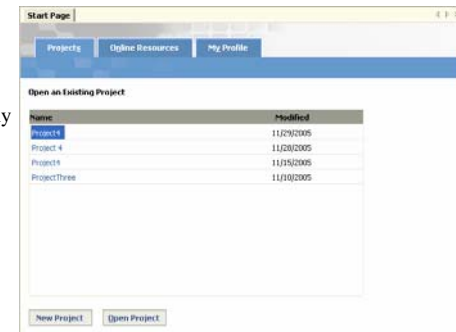 Start Page
Projects Online Resources My Profile
Open an Existing Project
y
Name Modified
Project4 11/29/2005
Project 4 11/28/2005
Project4 11/15/2005
ProjectThree 11/10/2005
New Project Open Project